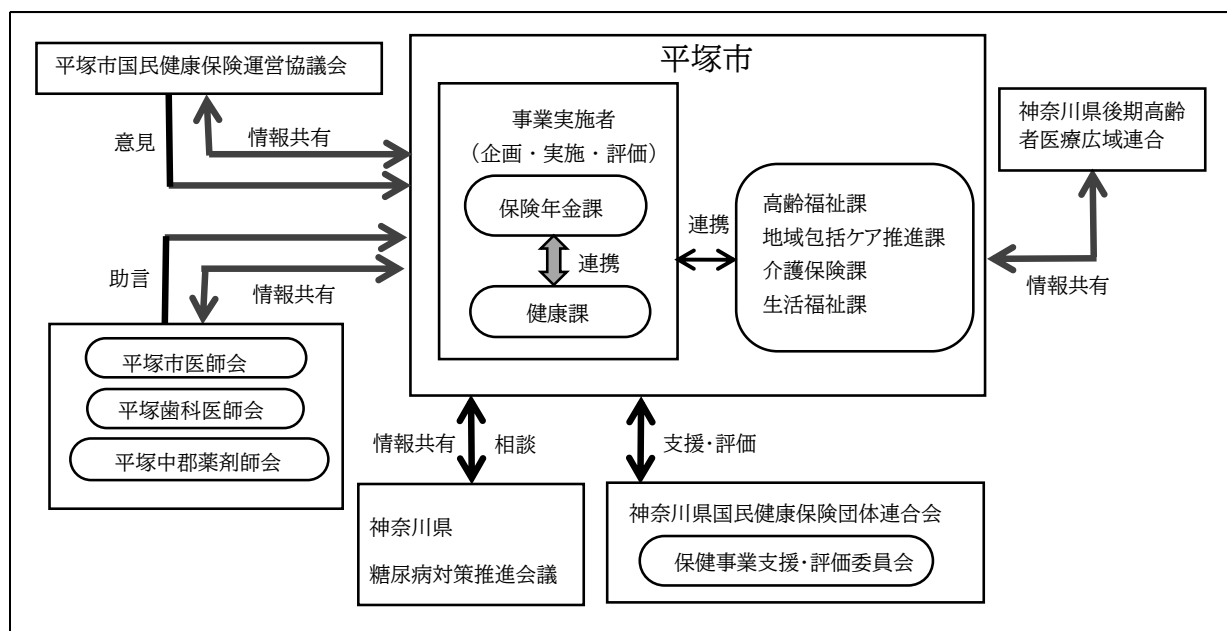 平塚市国民健康保険運営協議会
意見
情報共有
助言
情報共有
平塚市医師会
平塚歯科医師会
平塚中郡薬剤師会
平塚市
事業実施者
（企画・実施・評価）
保険年金課
連携
健康課
連携
高齢福祉課
地域包括ケア推進課
介護保険課
生活福祉課
神奈川県後期高齢
者医療広域連合
情報共有
情報共有
相談
神奈川県
糖尿病対策推進会議
支援・評価
神奈川県国民健康保険団体連合会
保健事業支援・評価委員会